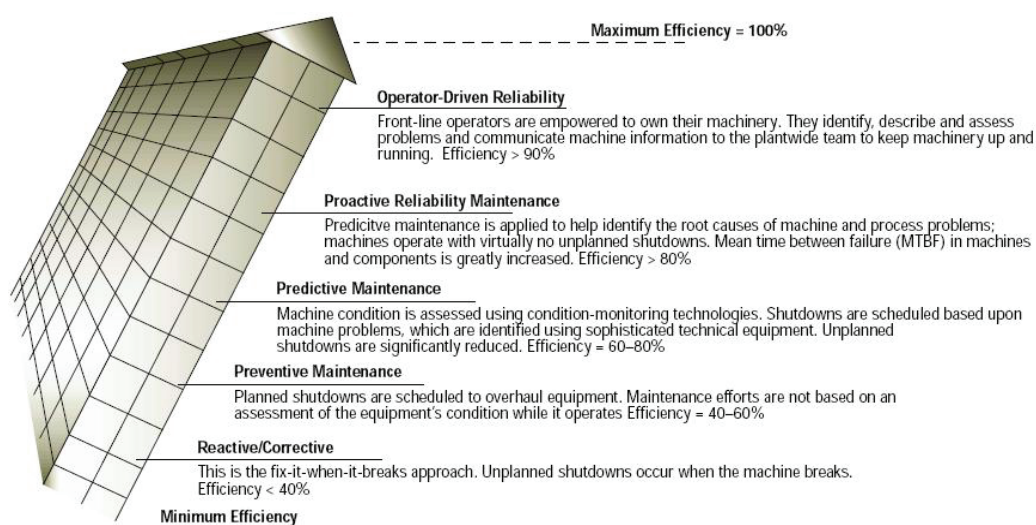 Maximum Efficiency = 100%
Operator-Driven Reliability
Front-line operators are empowered to own their machinery. They identify, describe and assess
problems and communicate machine information to the plantwide team to keep machinery up and
running. Efficiency > 90%
Proactive Reliability Maintenance
Predicitve maintenance is applied to help identify the root causes of machine and process problems;
machines operate with virtually no unplanned shutdowns. Mean time between failure (MTBF) in machines
and components is greatly increased. Efficiency > 80%
Predictive Maintenance
Machine condition is assessed using condition-monitoring technologies. Shutdowns are scheduled based upon
machine problems, which are identified using sophisticated technical equipment. Unplanned
shutdowns are significantly reduced. Efficiency = 60–80%
Preventive Maintenance
Planned shutdowns are scheduled to overhaul equipment. Maintenance efforts are not based on an
assessment of the equipment's condition while it operates Efficiency = 40–60%
Reactive/Corrective
This is the fix-it-when-it-breaks approach. Unplanned shutdowns occur when the machine breaks.
Efficiency < 40%
Minimum Efficiency